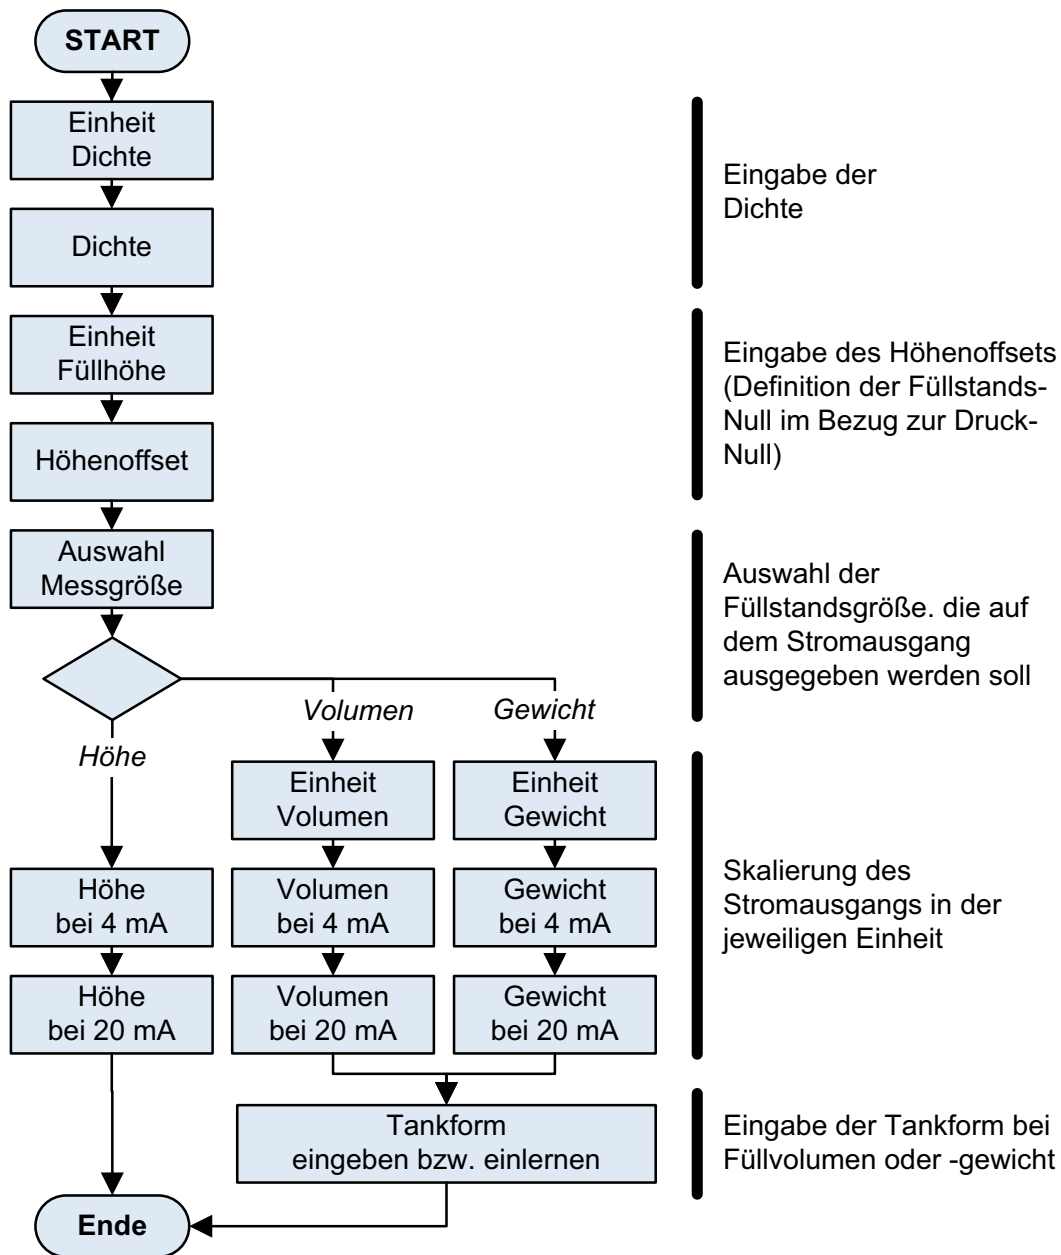 START
Einheit
Dichte
Dichte
Einheit
Füllhöhe
Höhenoffset
Auswahl
Messgröße
Höhe
Volumen
Gewicht
Einheit
Volumen
Einheit
Gewicht
Höhe
bei 4 mA
Volumen
bei 4 mA
Gewicht
bei 4 mA
Höhe
bei 20 mA
Volumen
bei 20 mA
Gewicht
bei 20 mA
Tankform
eingeben bzw. einlernen
Ende
Eingabe der
Dichte
Eingabe des Höhenoffsets
(Definition der Füllstands-
Null im Bezug zur Druck-
Null)
Auswahl der
Füllstandsgröße. die auf
dem Stromausgang
ausgegeben werden soll
Skalierung des
Stromausgangs in der
jeweiligen Einheit
Eingabe der Tankform bei
Füllvolumen oder -gewicht